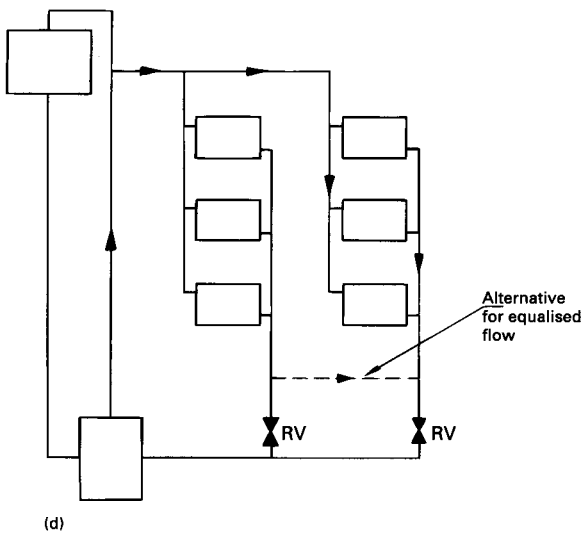 Alternative
for equalised
flow
RV
RV
(d)